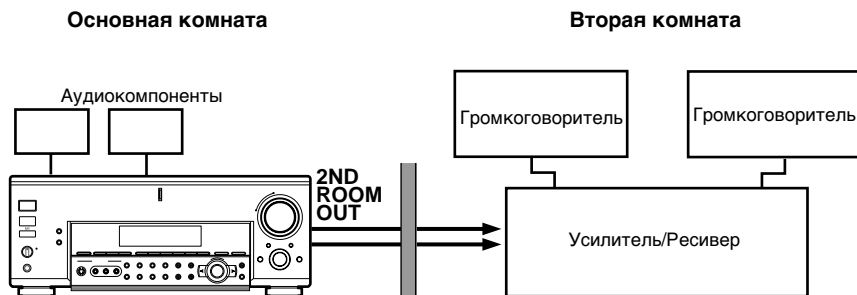 Основная комната
Вторая комната
Аудиокомпоненты
Громкоговоритель
Громкоговоритель
2ND
ROOM
OUT
Усилитель/Ресивер